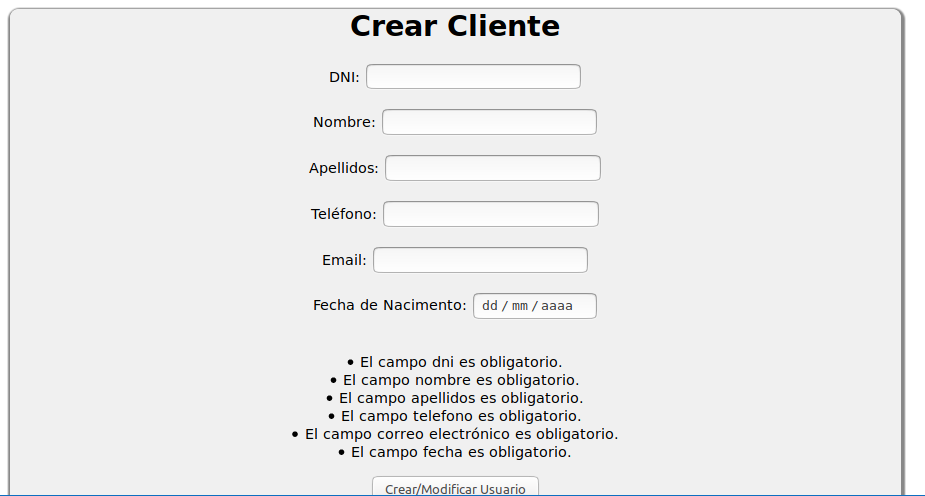 Crear Cliente
DNI:
Nombre:
Apellidos:
Teléfono:
Email:
Fecha de Nacimento: dd / mm / aaaa
• El campo dni es obligatorio.
• El campo nombre es obligatorio.
• El campo apellidos es obligatorio.
• El campo telefono es obligatorio.
• El campo correo electrónico es obligatorio.
• El campo fecha es obligatorio.
Crear/Modificar Usuario